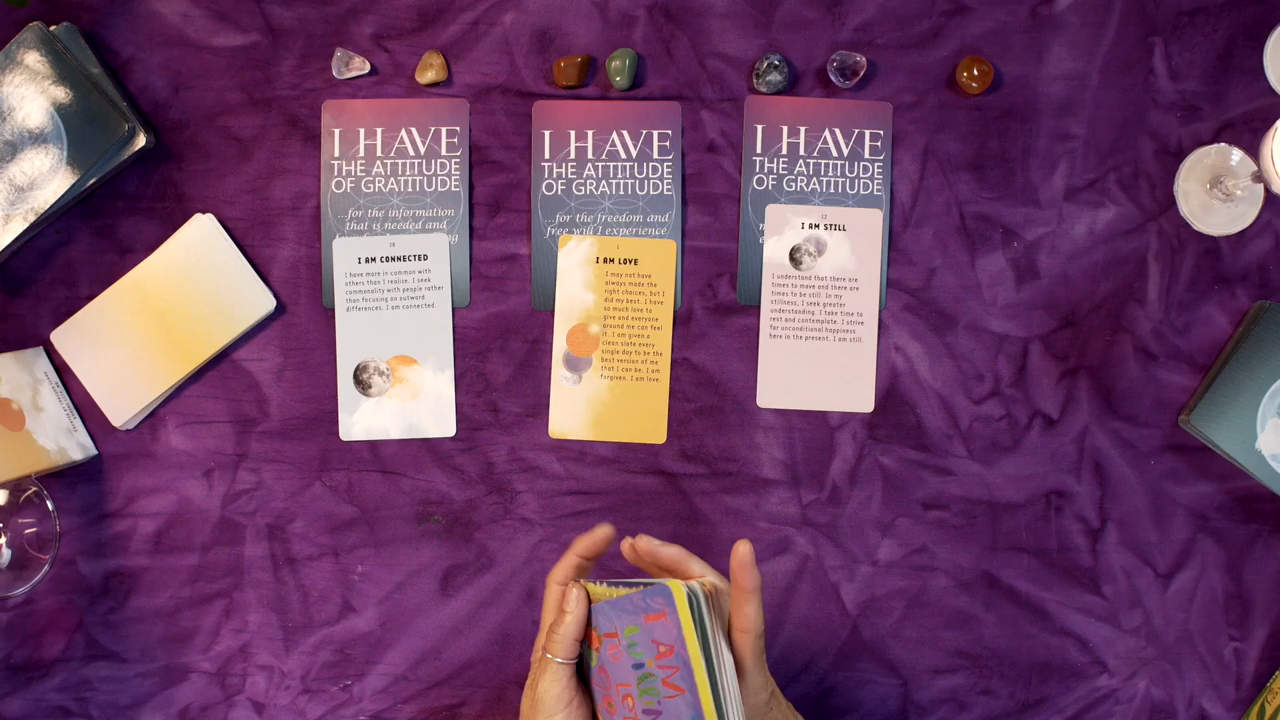 I HAVE
THE ATTITUDE
OF GRATITUDE
...for the information
that is needed and
28
I AM CONNECTED
I have more in common with
others than I realize. I seek
commonality with people rather
than focusing on outward
differences. I am connected.
I HAVE
THE ATTITUDE
OF GRATITUDE
...for the freedom and
free will I experience
1
I AM LOVE
I may not have
always made the
right choices, but I
did my best. I have
so much love to
give and everyone
around me can feel
it. I am given a
clean slate every
single day to be the
best version of me
that I can be. I am
forgiven. I am love.
I HAVE
THE ATTITUDE
OF GRATITUDE
12
I AM STILL
I understand that there are
times to move and there are
times to be still. In my
stillness, I seek greater
understanding. I take time to
rest and contemplate. I strive
for unconditional happiness
here in the present. I am still.
I AM
LET